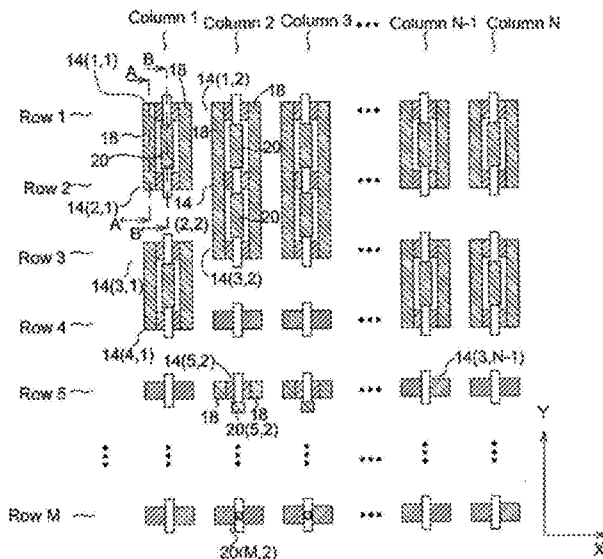 Column 1 Column 2 Column 3 Column N-1 Column N
B 18
A 14(1,1) 14(1,2) 18
Row 1
18 18
20 20
Row 2
14(2,1) 14 20
A
B (2,2)
Row 3
14(3,1) 14(3,2)
Row 4
14(4,1) 14(5,2) 14(3,N-1)
Row 5
18 18
20(5,2) Y
Row M
X
20(M,2)